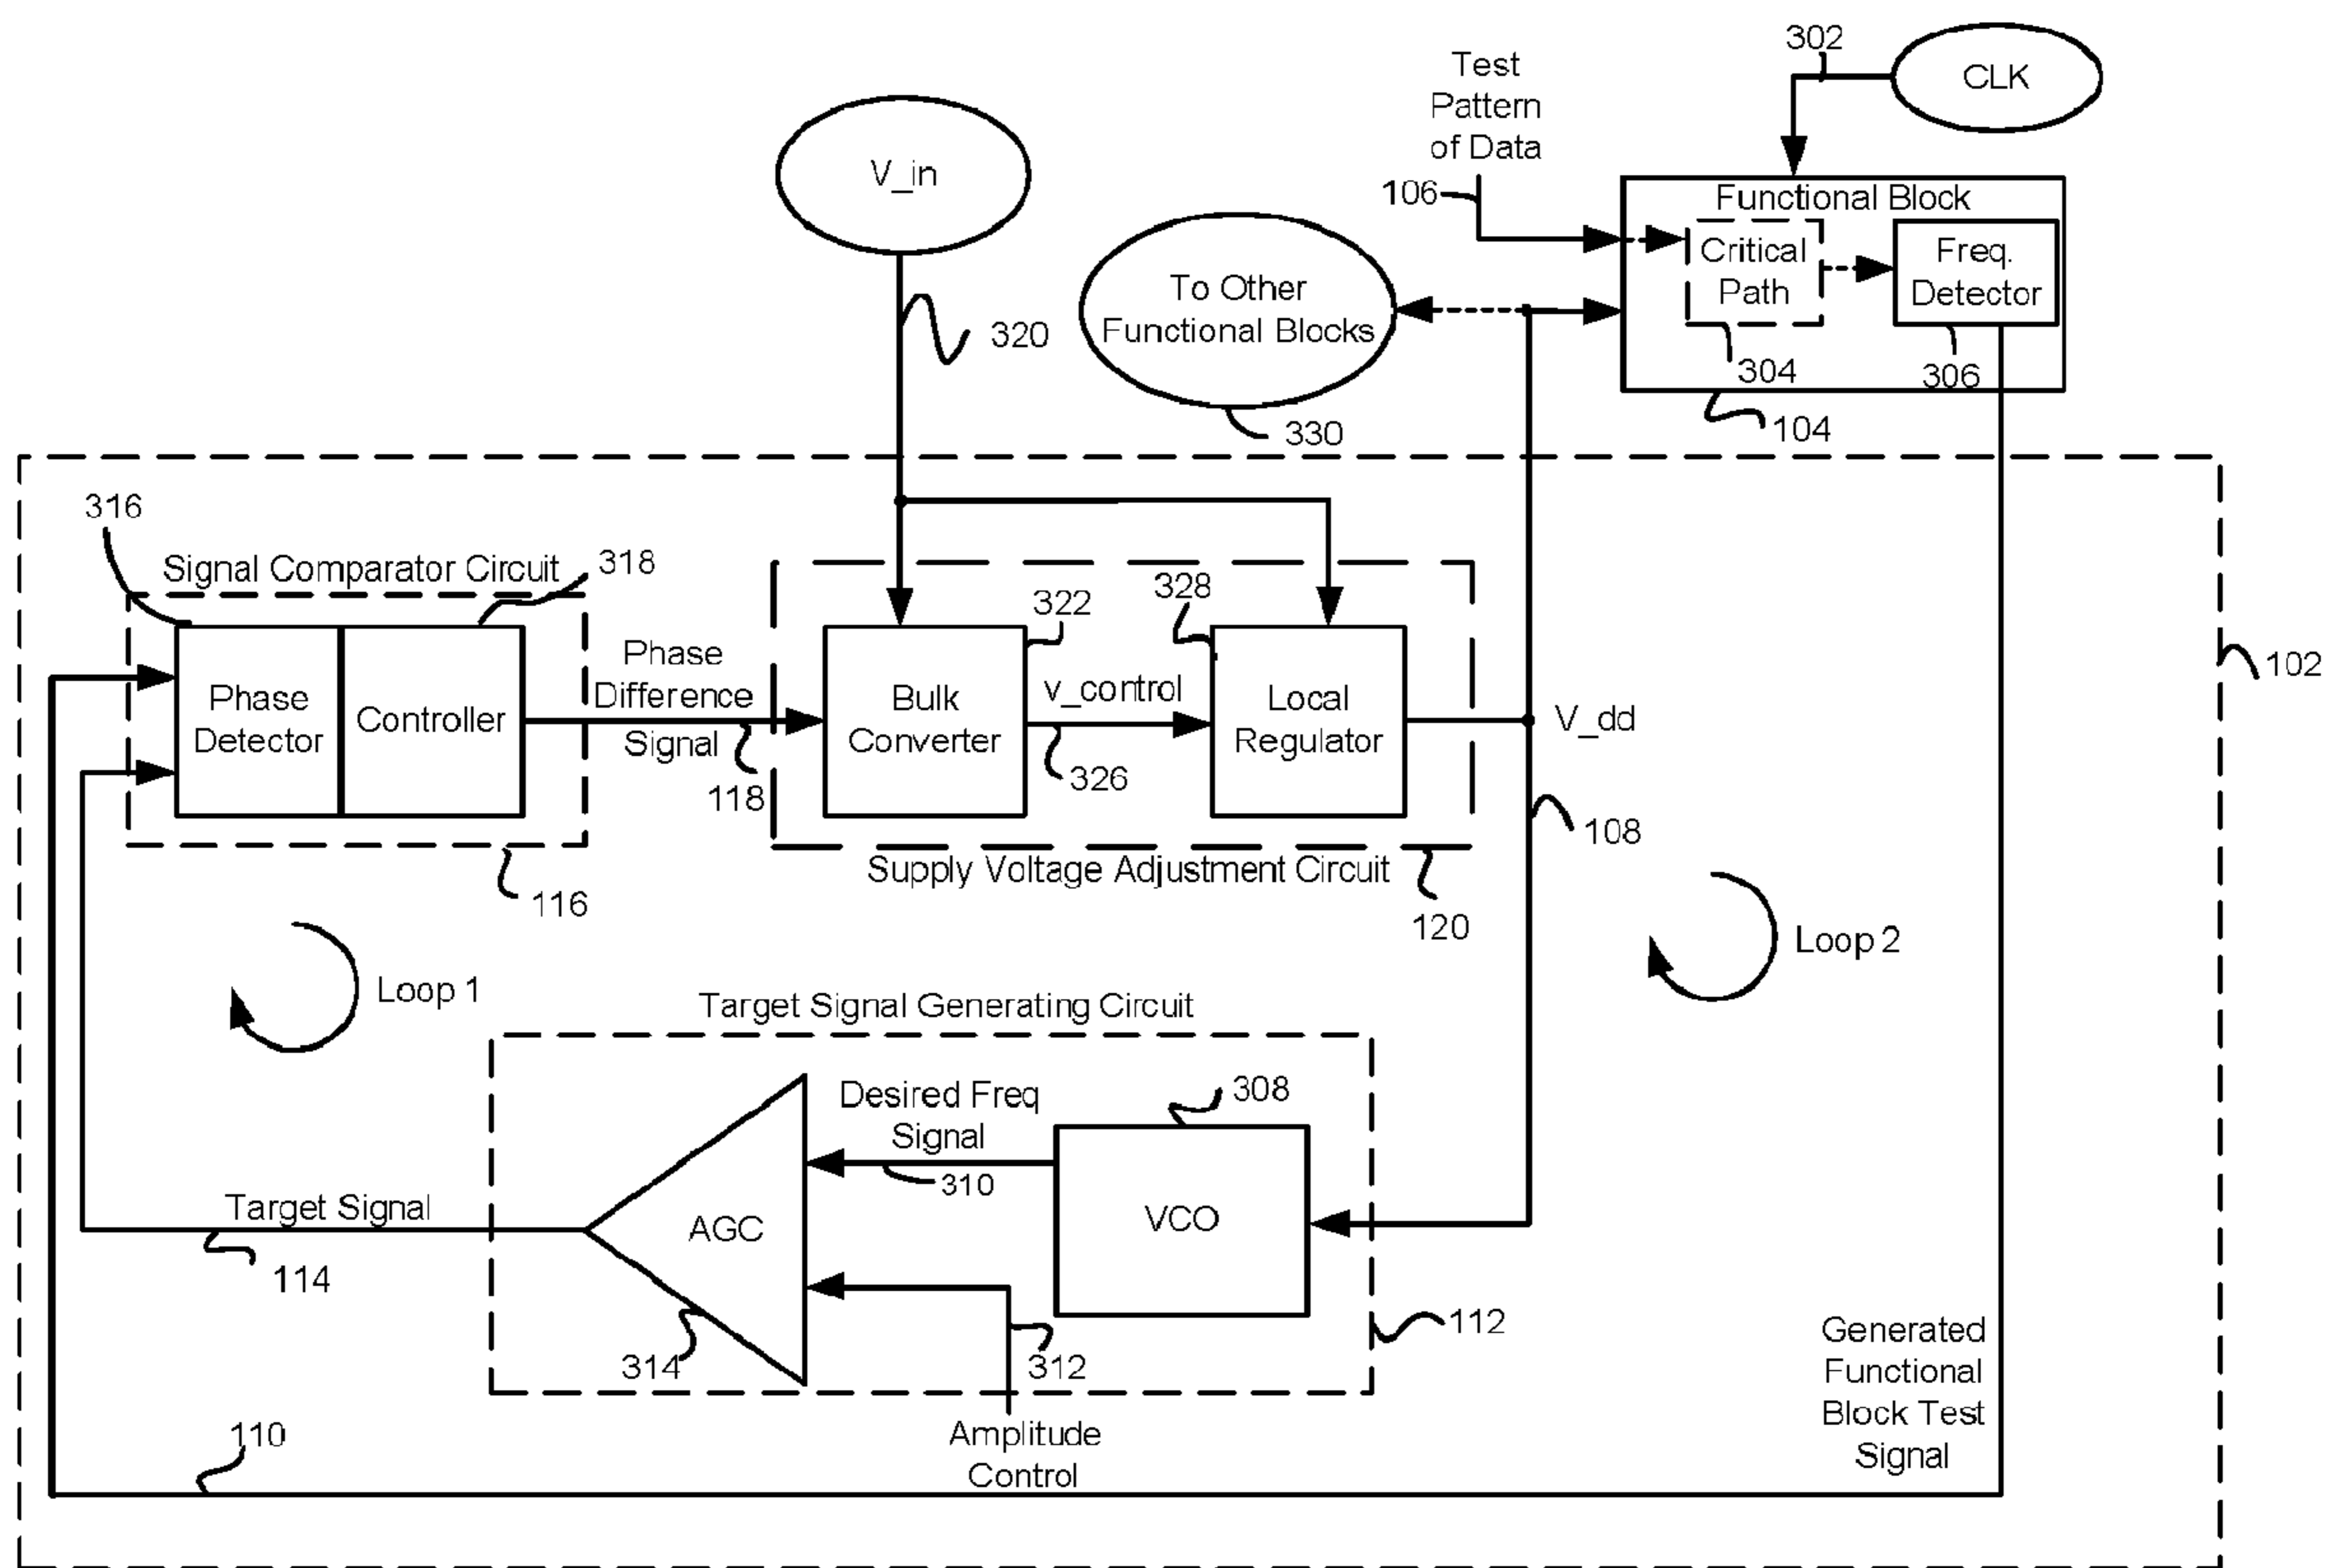 302
CLK
Test
Pattern
of Data
106
V_in
Functional Block
Critical
Path
Freq.
Detector
304
306
104
To Other
Functional Blocks
330
320
316
Signal Comparator Circuit
318
Phase
Detector
Controller
116
Phase
Difference
Signal
118
322
328
Bulk
Converter
v_control
326
Local
Regulator
V_dd
102
108
Supply Voltage Adjustment Circuit
120
Loop 1
Loop 2
Target Signal Generating Circuit
Desired Freq
Signal
310
308
VCO
AGC
Target Signal
114
314
312
112
Amplitude
Control
Generated
Functional
Block Test
Signal
110